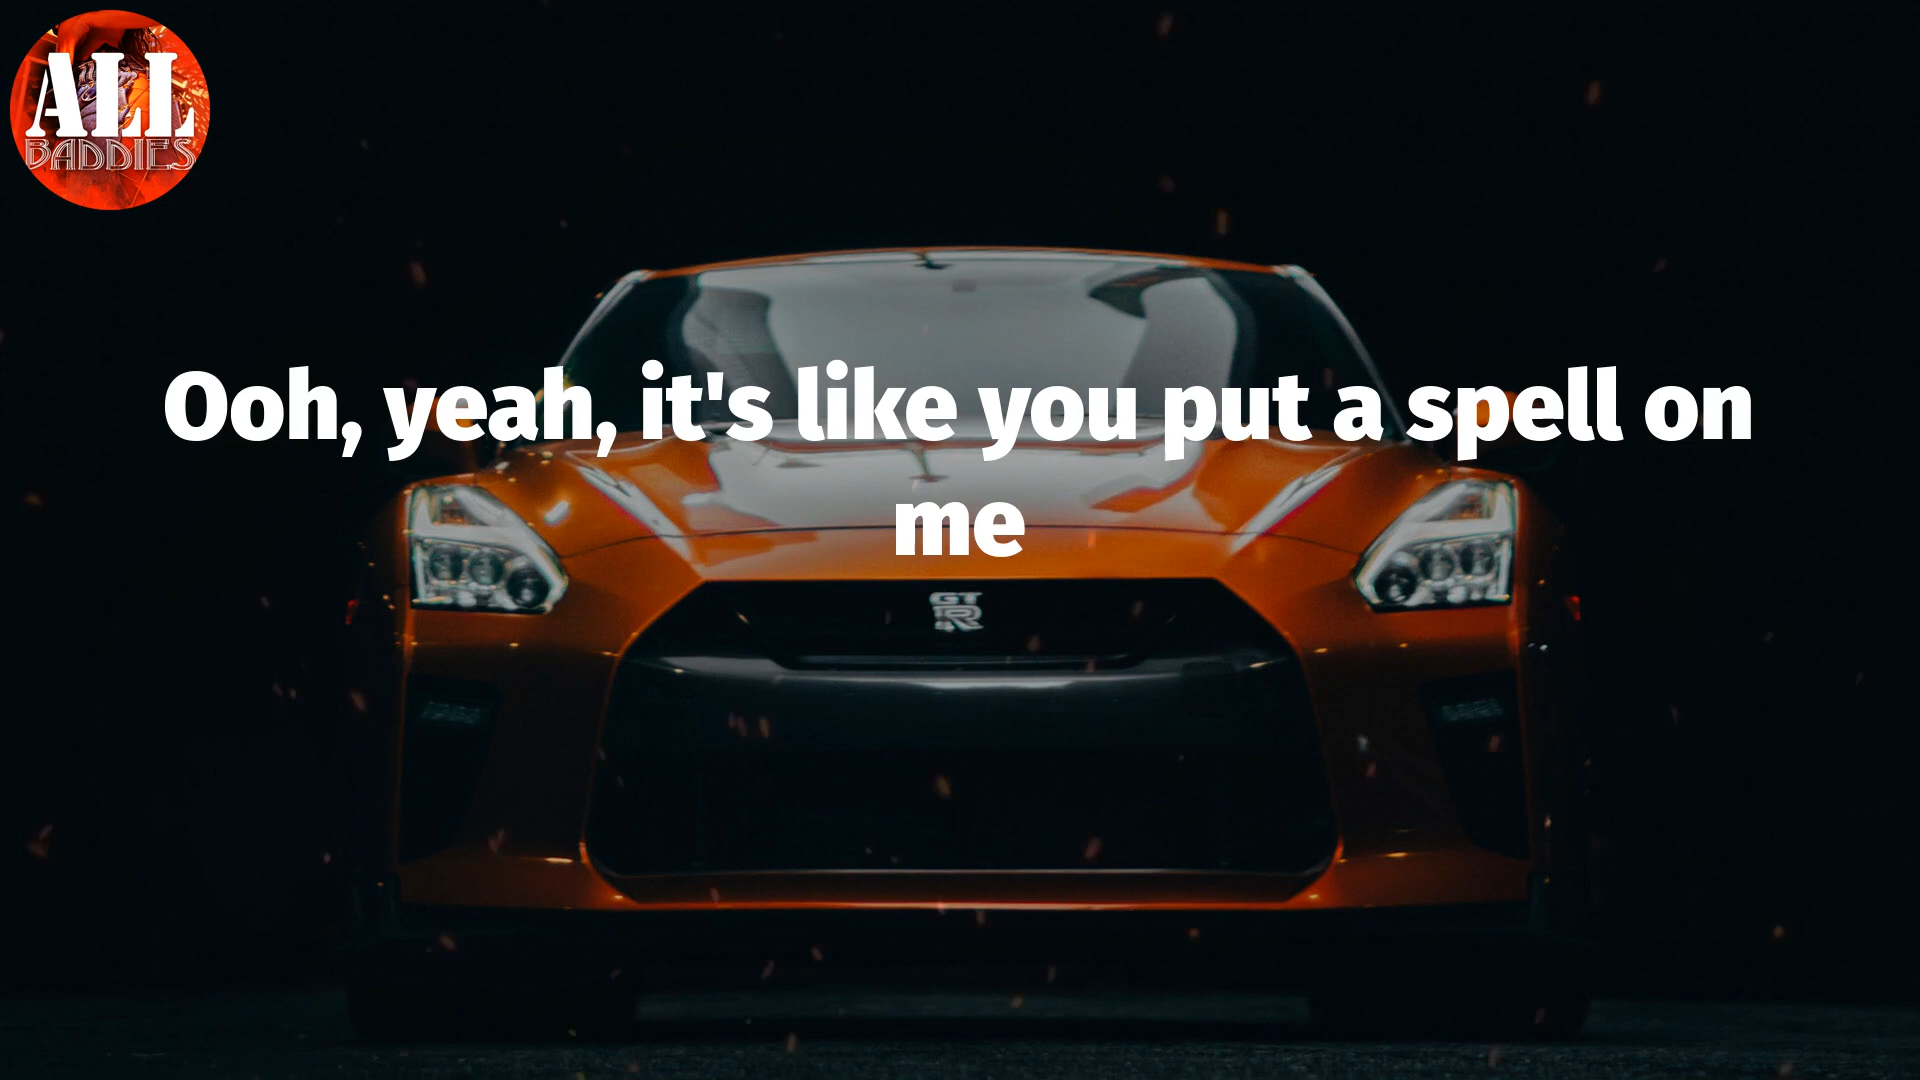 ALL
BADDIES
Ooh, yeah, it's like you put a spell on
me
GT
R